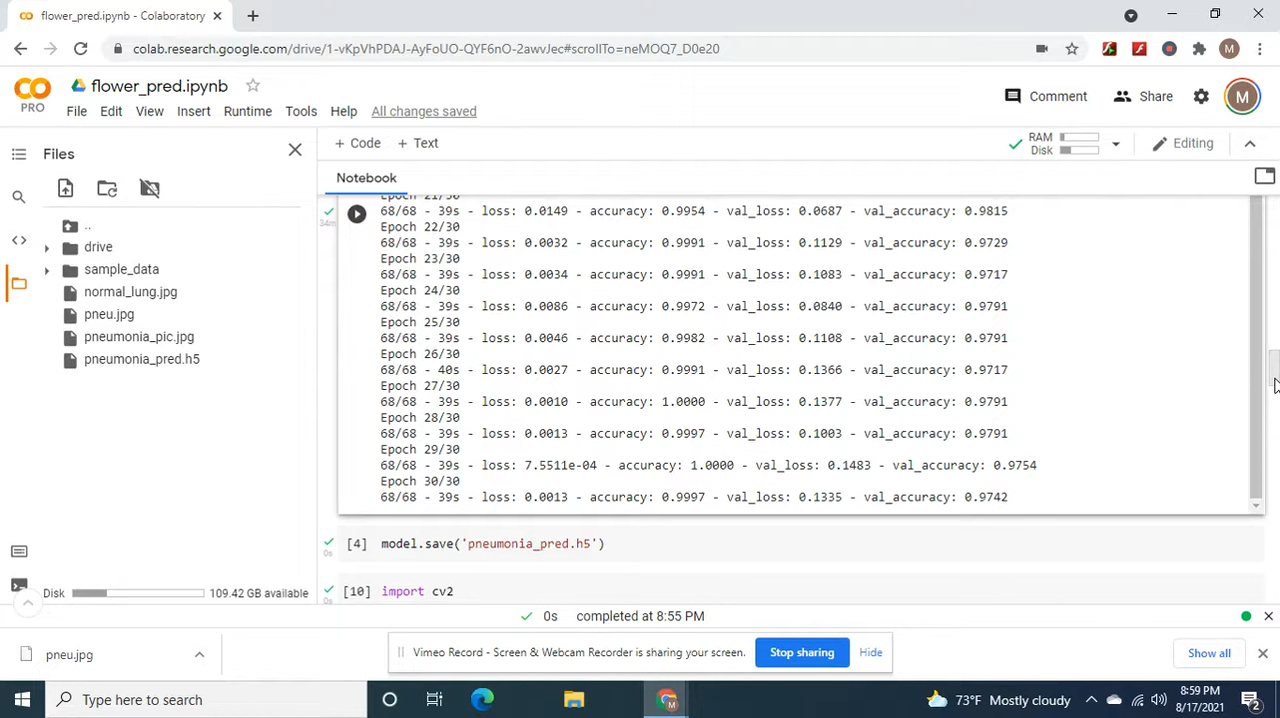 flower_pred.ipynb - Colaboratory
colab.research.google.com/drive/1-vKpVhPDAJ-AyFoUO-QYF6nO-2awvJec#scrollTo=neMOQ7_D0e20
M
PRO
flower_pred.ipynb
File Edit View Insert Runtime Tools Help All changes saved
Comment Share M
Files
+ Code + Text
RAM
Disk
Editing
Notebook
..
drive
sample_data
normal_lung.jpg
pneu.jpg
pneumonia_pic.jpg
pneumonia_pred.h5
Disk 109.42 GB available
34m
Epoch 21/30
68/68 - 39s - loss: 0.0149 - accuracy: 0.9954 - val_loss: 0.0687 - val_accuracy: 0.9815
Epoch 22/30
68/68 - 39s - loss: 0.0032 - accuracy: 0.9991 - val_loss: 0.1129 - val_accuracy: 0.9729
Epoch 23/30
68/68 - 39s - loss: 0.0034 - accuracy: 0.9991 - val_loss: 0.1083 - val_accuracy: 0.9717
Epoch 24/30
68/68 - 39s - loss: 0.0086 - accuracy: 0.9972 - val_loss: 0.0840 - val_accuracy: 0.9791
Epoch 25/30
68/68 - 39s - loss: 0.0046 - accuracy: 0.9982 - val_loss: 0.1108 - val_accuracy: 0.9791
Epoch 26/30
68/68 - 40s - loss: 0.0027 - accuracy: 0.9991 - val_loss: 0.1366 - val_accuracy: 0.9717
Epoch 27/30
68/68 - 39s - loss: 0.0010 - accuracy: 1.0000 - val_loss: 0.1377 - val_accuracy: 0.9791
Epoch 28/30
68/68 - 39s - loss: 0.0013 - accuracy: 0.9997 - val_loss: 0.1003 - val_accuracy: 0.9791
Epoch 29/30
68/68 - 39s - loss: 7.5511e-04 - accuracy: 1.0000 - val_loss: 0.1483 - val_accuracy: 0.9754
Epoch 30/30
68/68 - 39s - loss: 0.0013 - accuracy: 0.9997 - val_loss: 0.1335 - val_accuracy: 0.9742
0s
[4] model.save('pneumonia_pred.h5')
0s
[10] import cv2
0s completed at 8:55 PM
pneu.jpg
Vimeo Record - Screen & Webcam Recorder is sharing your screen. Stop sharing Hide
Show all
Type here to search
73°F Mostly cloudy
8:59 PM
8/17/2021
2